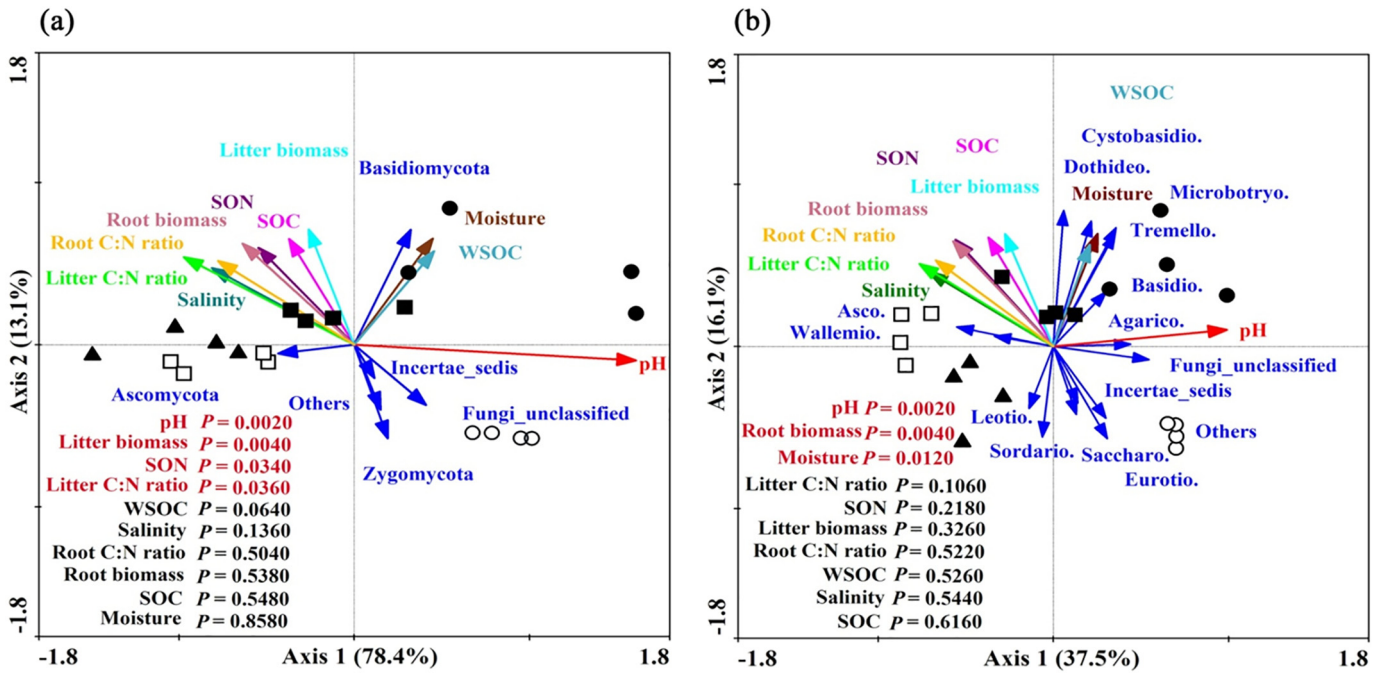 (a)
1.8
Litter biomass
Basidiomycota
SON
Root biomass
SOC
Moisture
Root C:N ratio
WSOC
Litter C:N ratio
Salinity
Axis 2 (13.1%)
pH
Incertae_sedis
Ascomycota
Others
Fungi_unclassified
Zygomycota
pH P = 0.0020
Litter biomass P = 0.0040
SON P = 0.0340
Litter C:N ratio P = 0.0360
WSOC P = 0.0640
Salinity P = 0.1360
Root C:N ratio P = 0.5040
Root biomass P = 0.5380
SOC P = 0.5480
Moisture P = 0.8580
-1.8
-1.8
Axis 1 (78.4%)
1.8
(b)
1.8
WSOC
Cystobasidio.
SOC
SON
Dothideo.
Litter biomass
Moisture
Microbotryo.
Root biomass
Tremello.
Root C:N ratio
Litter C:N ratio
Salinity
Basidio.
Asco.
Agarico.
Wallemio.
pH
Axis 2 (16.1%)
Fungi_unclassified
Incertae_sedis
Leotio.
Others
Sordario.
Saccharo.
Eurotio.
pH P = 0.0020
Root biomass P = 0.0040
Moisture P = 0.0120
Litter C:N ratio P = 0.1060
SON P = 0.2180
Litter biomass P = 0.3260
Root C:N ratio P = 0.5220
WSOC P = 0.5260
Salinity P = 0.5440
SOC P = 0.6160
-1.8
-1.8
Axis 1 (37.5%)
1.8